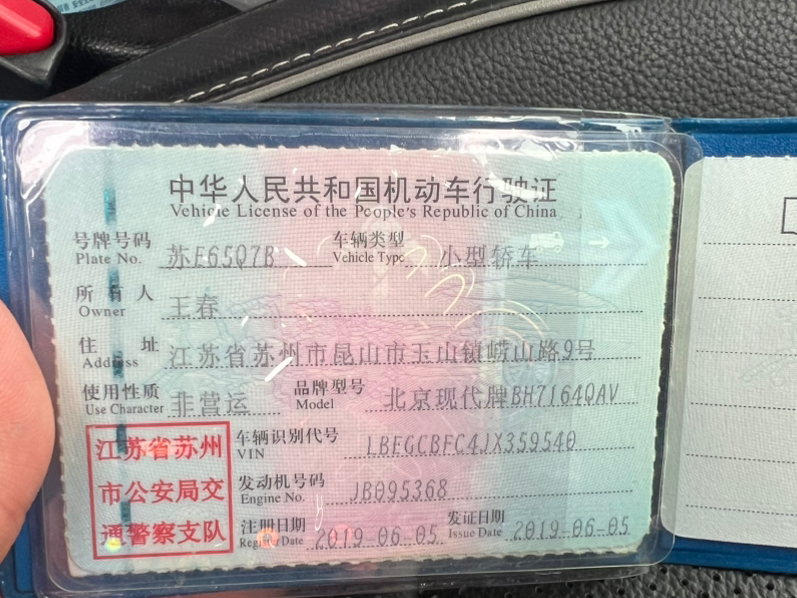 中华人民共和国机动车行驶证
Vehicle License of the People's Republic of China
号牌号码 苏E65Q7B 车辆类型 小型轿车
Plate No. Vehicle Type
所有人 王春
Owner
住址 江苏省苏州市昆山市玉山镇崂山路9号
Address
使用性质 非营运 品牌型号 北京现代牌BH7164QAV
Use Character Model
江苏省苏州
市公安局交
通警察支队
车辆识别代号 LBEGCBFC4JX359540
VIN
发动机号码 JB095368
Engine No.
注册日期 2019-06-05 发证日期 2019-06-05
Register Date Issue Date